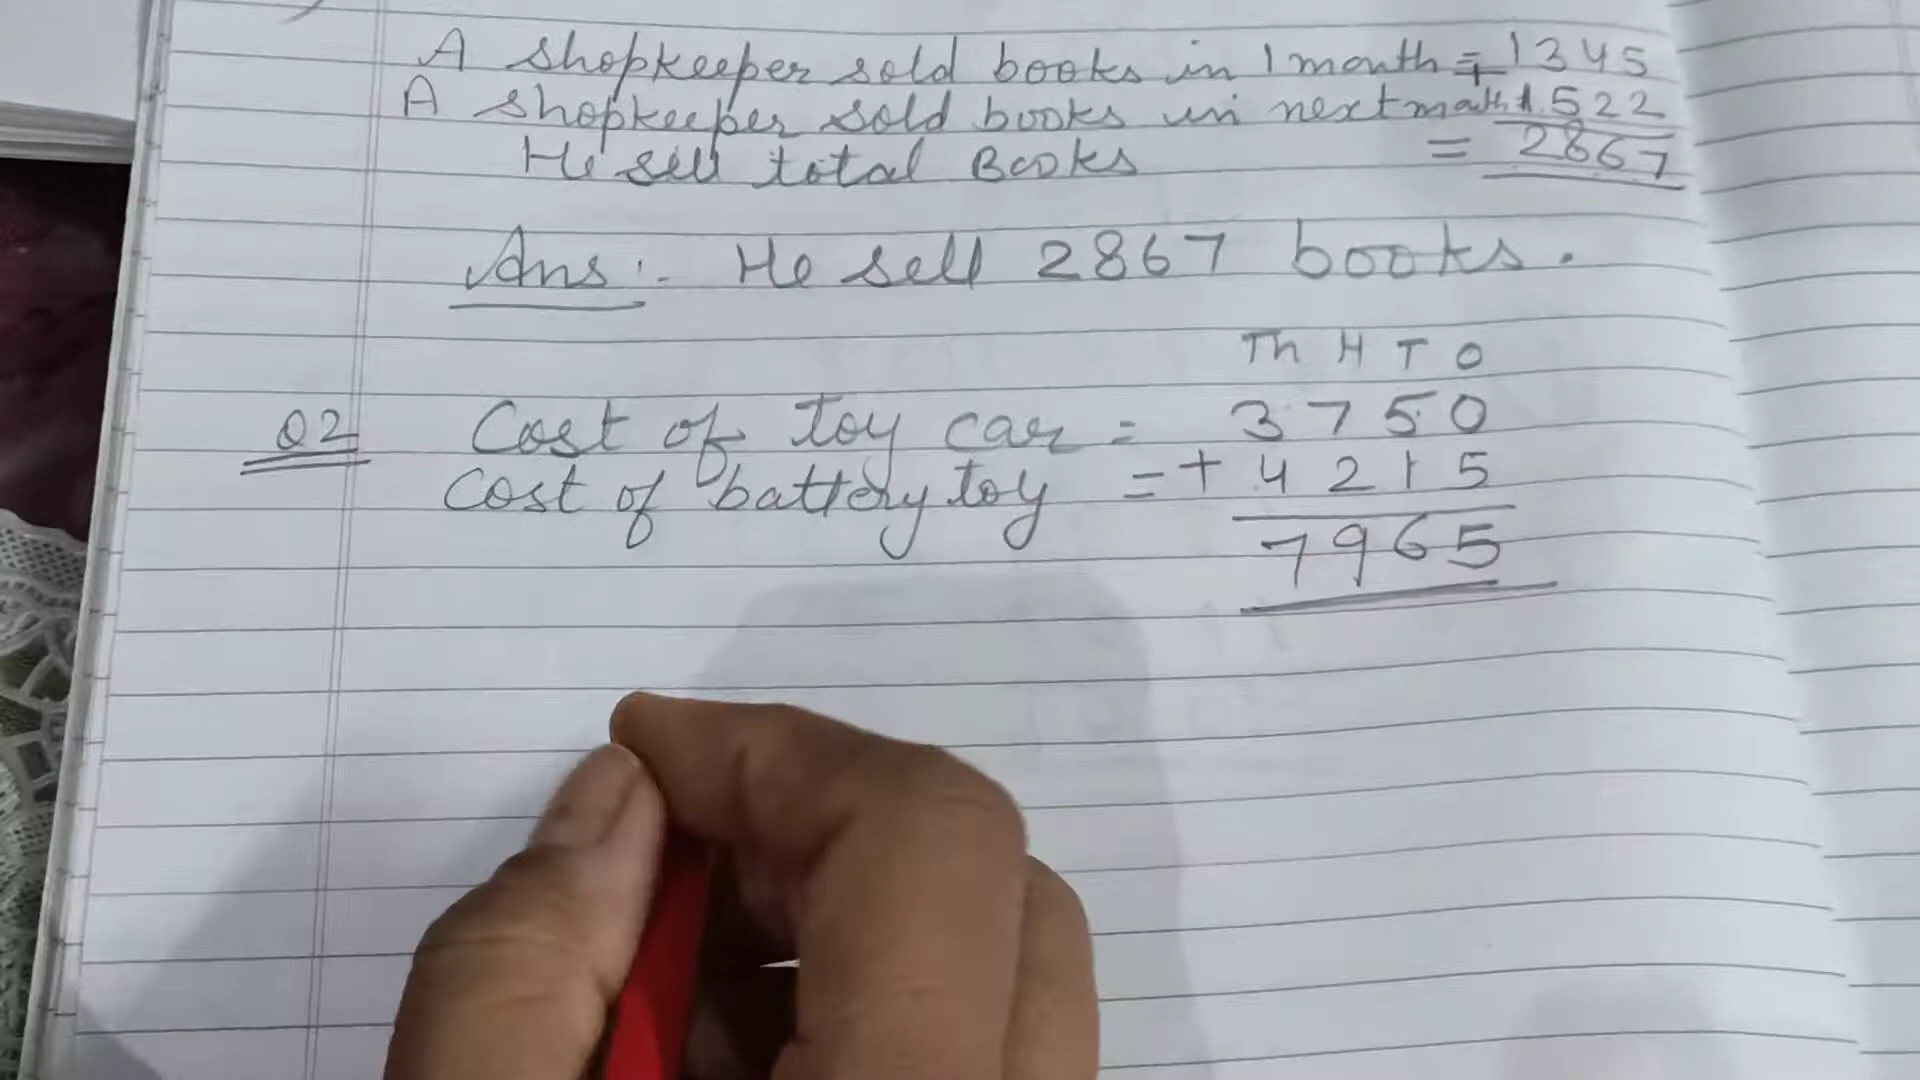 A shopkeeper sold books in 1 month = 1345
A shopkeeper sold books in next month + 1522
He sell total Books = 2867
Ans :- He sell 2867 books.
Th H T O
Q2 Cost of toy car = 3750
Cost of battery toy = + 4215
7965